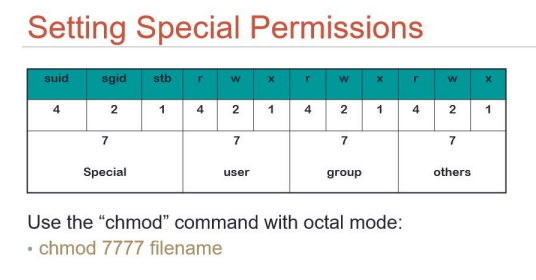 Setting Special Permissions
suid sgid stb r w x r w x r w x
4 2 1 4 2 1 4 2 1 4 2 1
7 7 7 7
Special user group others
Use the “chmod” command with octal mode:
• chmod 7777 filename